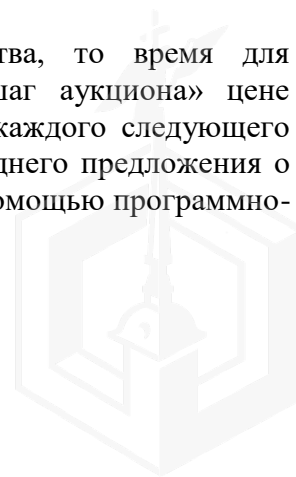 тва, то время для
шаг аукциона» цене
каждого следующего
днего предложения о
омощью программно-